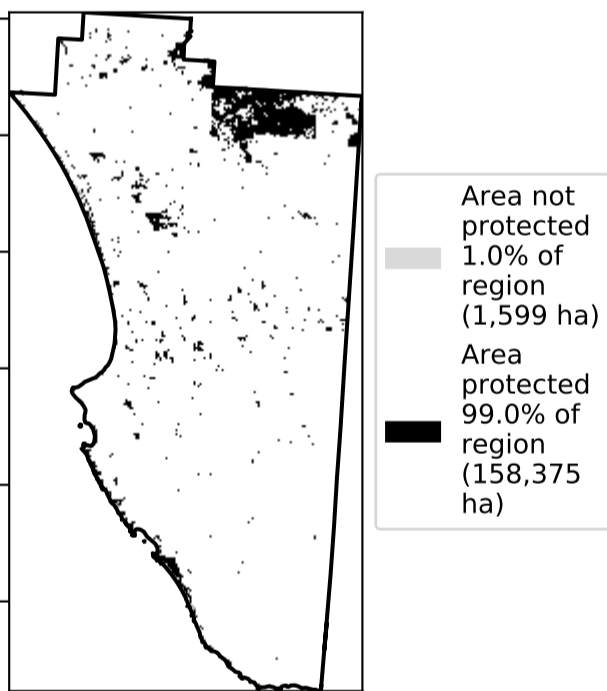 Area not
protected
1.0% of
region
(1,599 ha)
Area
protected
99.0% of
region
(158,375
ha)